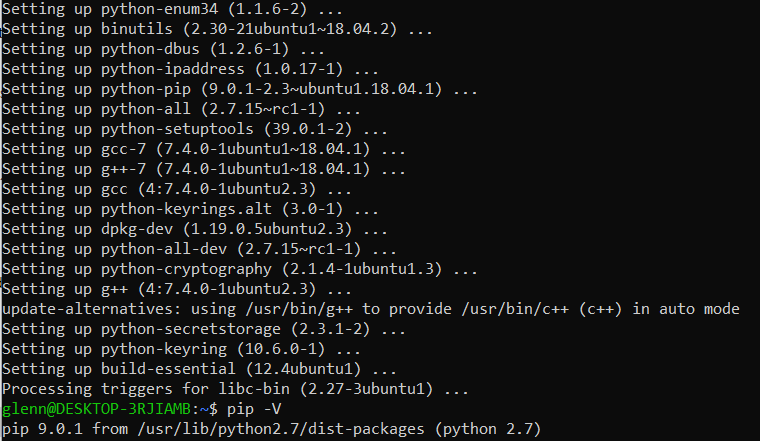 Setting up python-enum34 (1.1.6-2) ...
Setting up binutils (2.30-21ubuntu1~18.04.2) ...
Setting up python-dbus (1.2.6-1) ...
Setting up python-ipaddress (1.0.17-1) ...
Setting up python-pip (9.0.1-2.3~ubuntu1.18.04.1) ...
Setting up python-all (2.7.15~rc1-1) ...
Setting up python-setuptools (39.0.1-2) ...
Setting up gcc-7 (7.4.0-1ubuntu1~18.04.1) ...
Setting up g++-7 (7.4.0-1ubuntu1~18.04.1) ...
Setting up gcc (4:7.4.0-1ubuntu2.3) ...
Setting up python-keyrings.alt (3.0-1) ...
Setting up dpkg-dev (1.19.0.5ubuntu2.3) ...
Setting up python-all-dev (2.7.15~rc1-1) ...
Setting up python-cryptography (2.1.4-1ubuntu1.3) ...
Setting up g++ (4:7.4.0-1ubuntu2.3) ...
update-alternatives: using /usr/bin/g++ to provide /usr/bin/c++ (c++) in auto mode
Setting up python-secretstorage (2.3.1-2) ...
Setting up python-keyring (10.6.0-1) ...
Setting up build-essential (12.4ubuntu1) ...
Processing triggers for libc-bin (2.27-3ubuntu1) ...
glenn@DESKTOP-3RJIAMB:~$ pip -V
pip 9.0.1 from /usr/lib/python2.7/dist-packages (python 2.7)